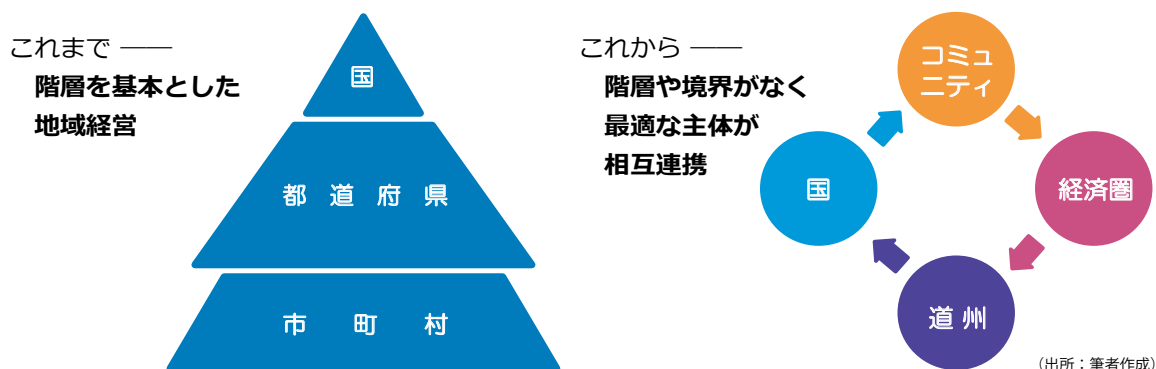 これまで ──
階層を基本とした
地域経営
国
都道府県
市町村
これから ──
階層や境界がなく
最適な主体が
相互連携
コミュ
ニティ
経済圏
道州
国
（出所：筆者作成）